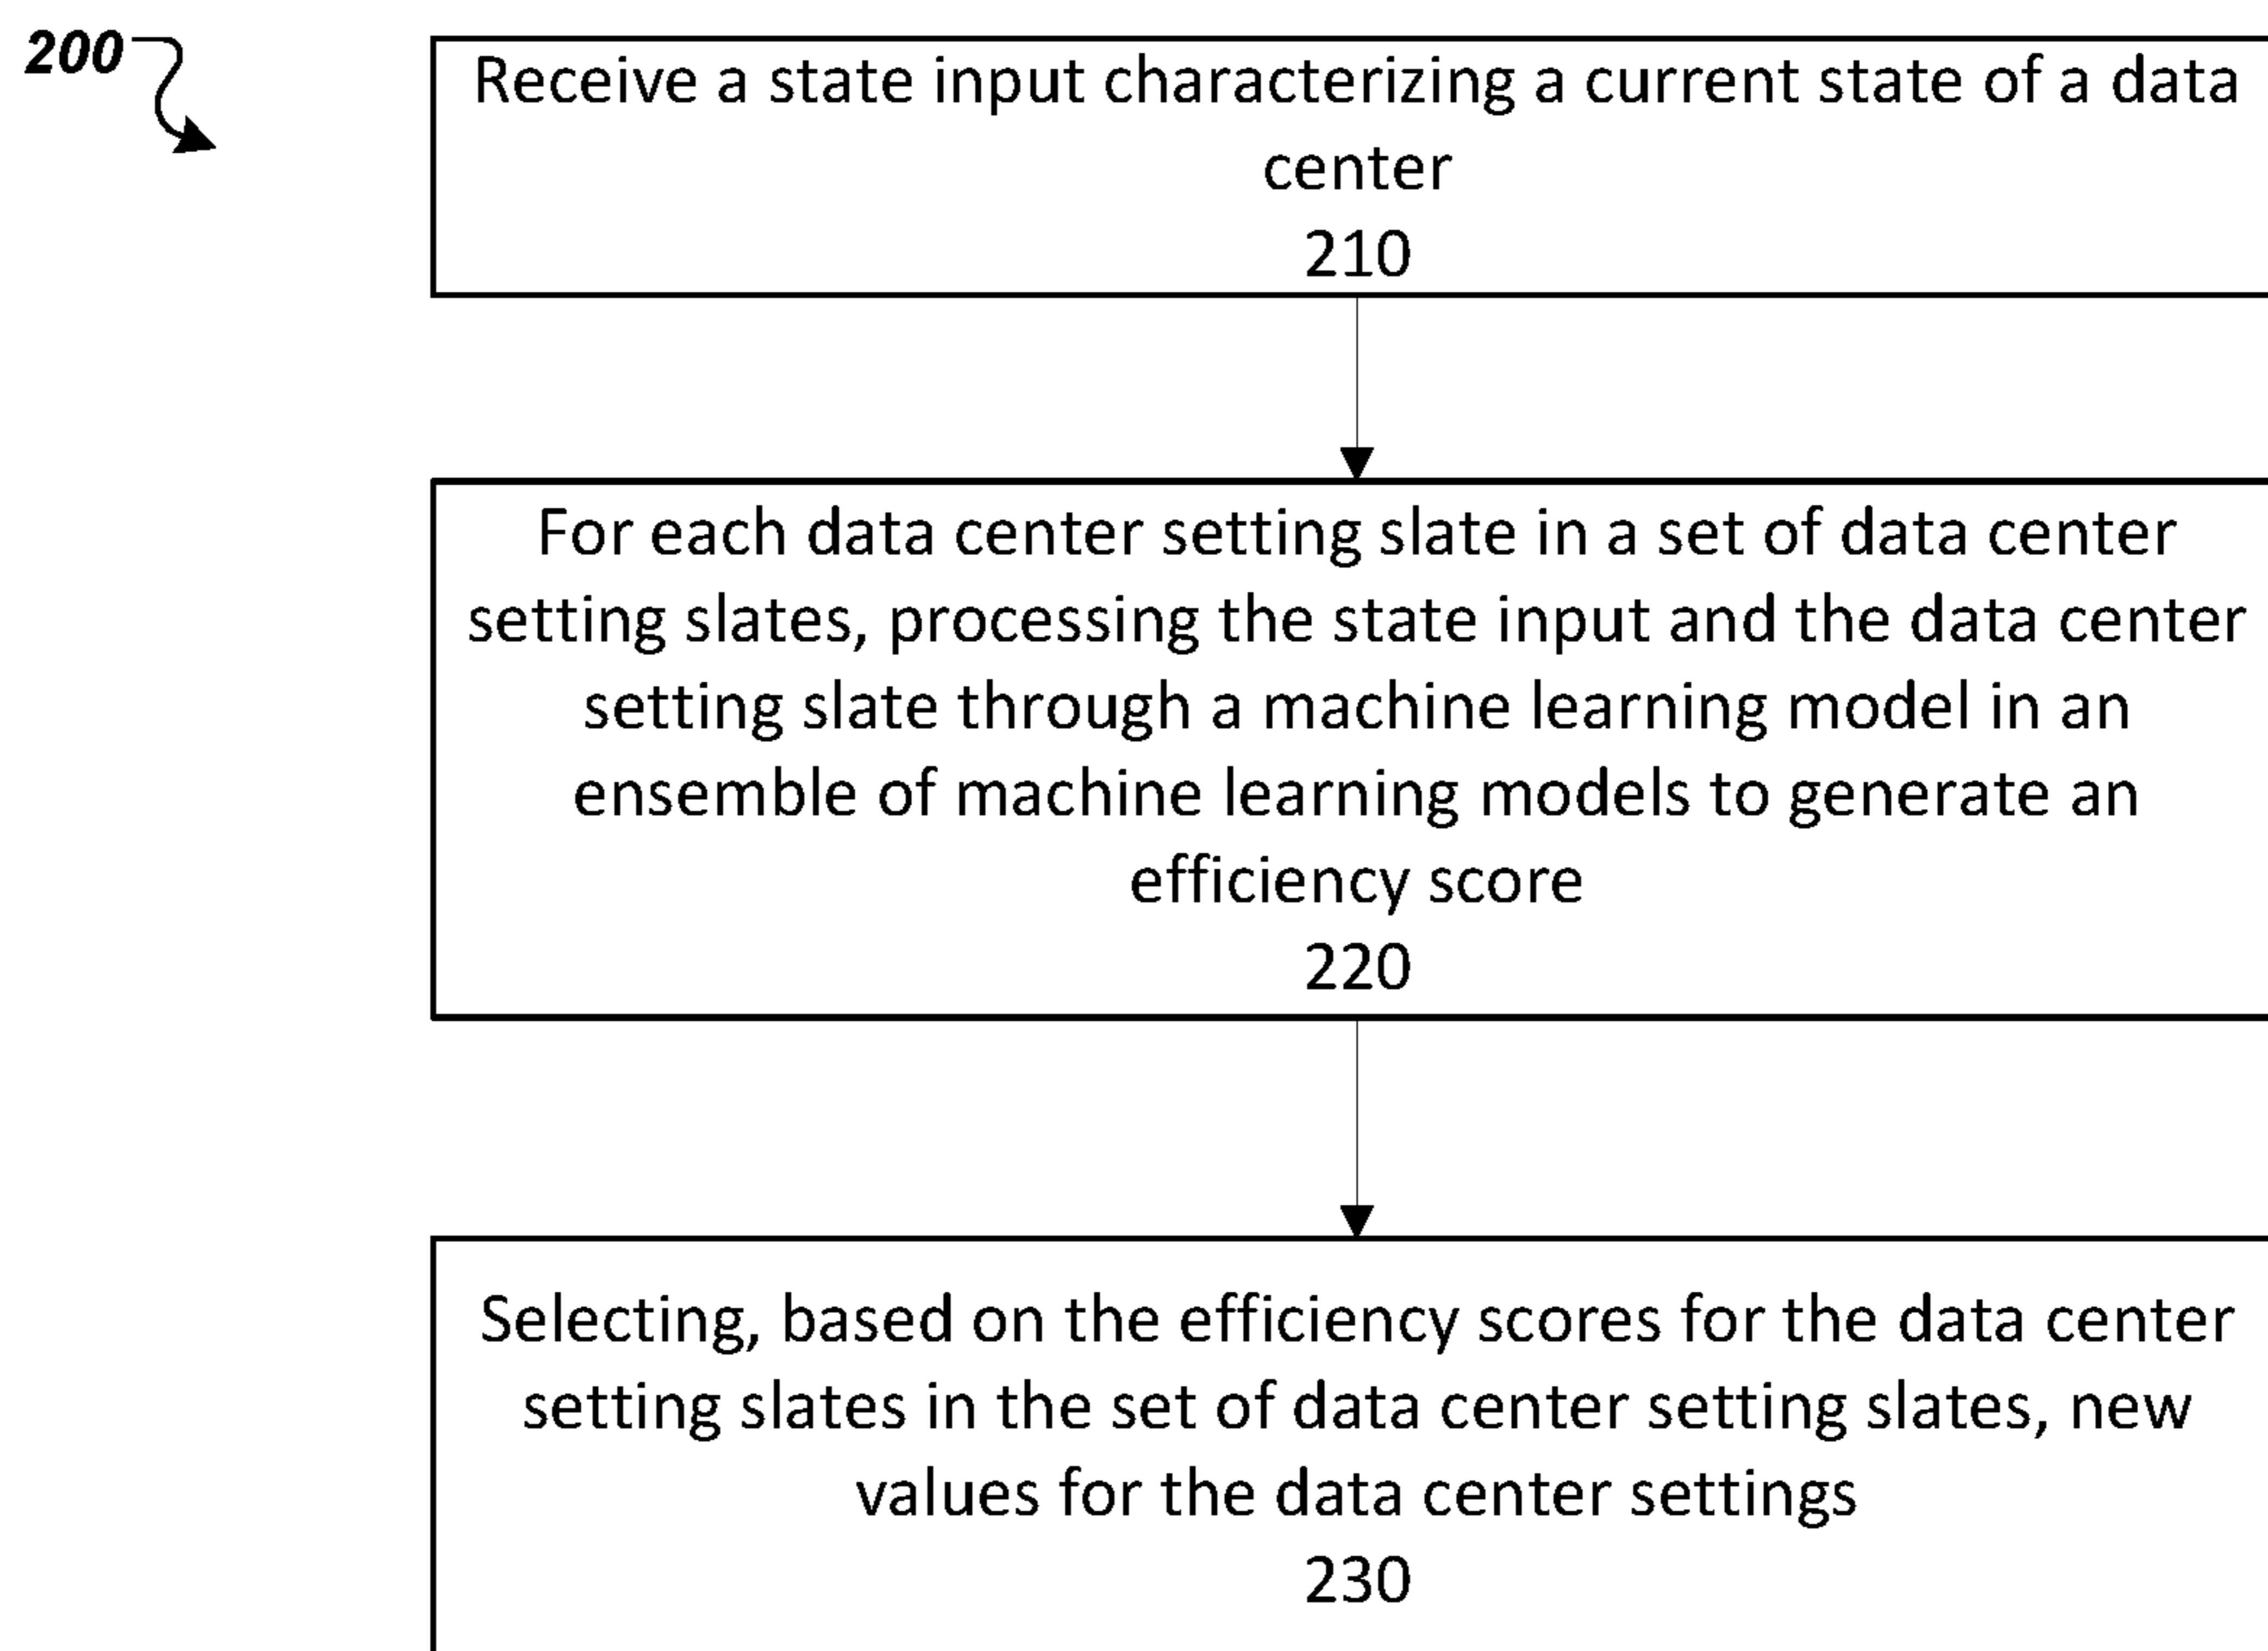 200
Receive a state input characterizing a current state of a data
center
210
For each data center setting slate in a set of data center
setting slates, processing the state input and the data center
setting slate through a machine learning model in an
ensemble of machine learning models to generate an
efficiency score
220
Selecting, based on the efficiency scores for the data center
setting slates in the set of data center setting slates, new
values for the data center settings
230